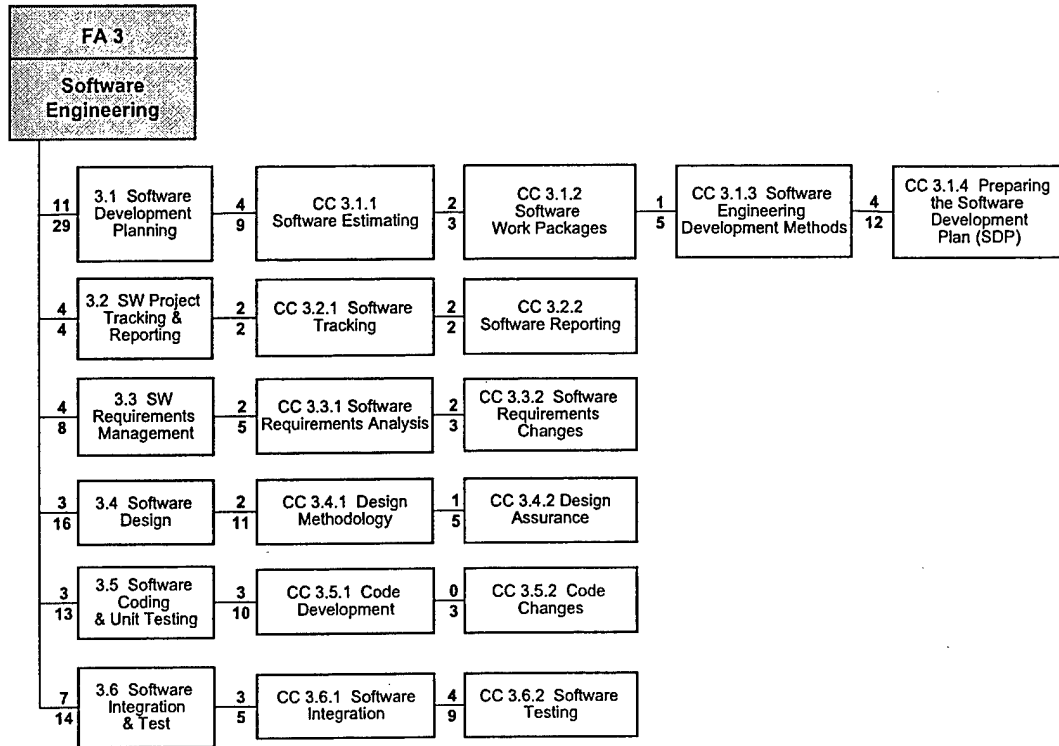 FA 3
Software
Engineering
11
29
3.1 Software
Development
Planning
4
9
CC 3.1.1
Software Estimating
2
3
CC 3.1.2
Software
Work Packages
1
5
CC 3.1.3 Software
Engineering
Development Methods
4
12
CC 3.1.4 Preparing
the Software
Development
Plan (SDP)
4
4
3.2 SW Project
Tracking &
Reporting
2
2
CC 3.2.1 Software
Tracking
2
2
CC 3.2.2
Software Reporting
4
8
3.3 SW
Requirements
Management
2
5
CC 3.3.1 Software
Requirements Analysis
2
3
CC 3.3.2 Software
Requirements
Changes
3
16
3.4 Software
Design
2
11
CC 3.4.1 Design
Methodology
1
5
CC 3.4.2 Design
Assurance
3
13
3.5 Software
Coding
& Unit Testing
3
10
CC 3.5.1 Code
Development
0
3
CC 3.5.2 Code
Changes
7
14
3.6 Software
Integration
& Test
3
5
CC 3.6.1 Software
Integration
4
9
CC 3.6.2 Software
Testing